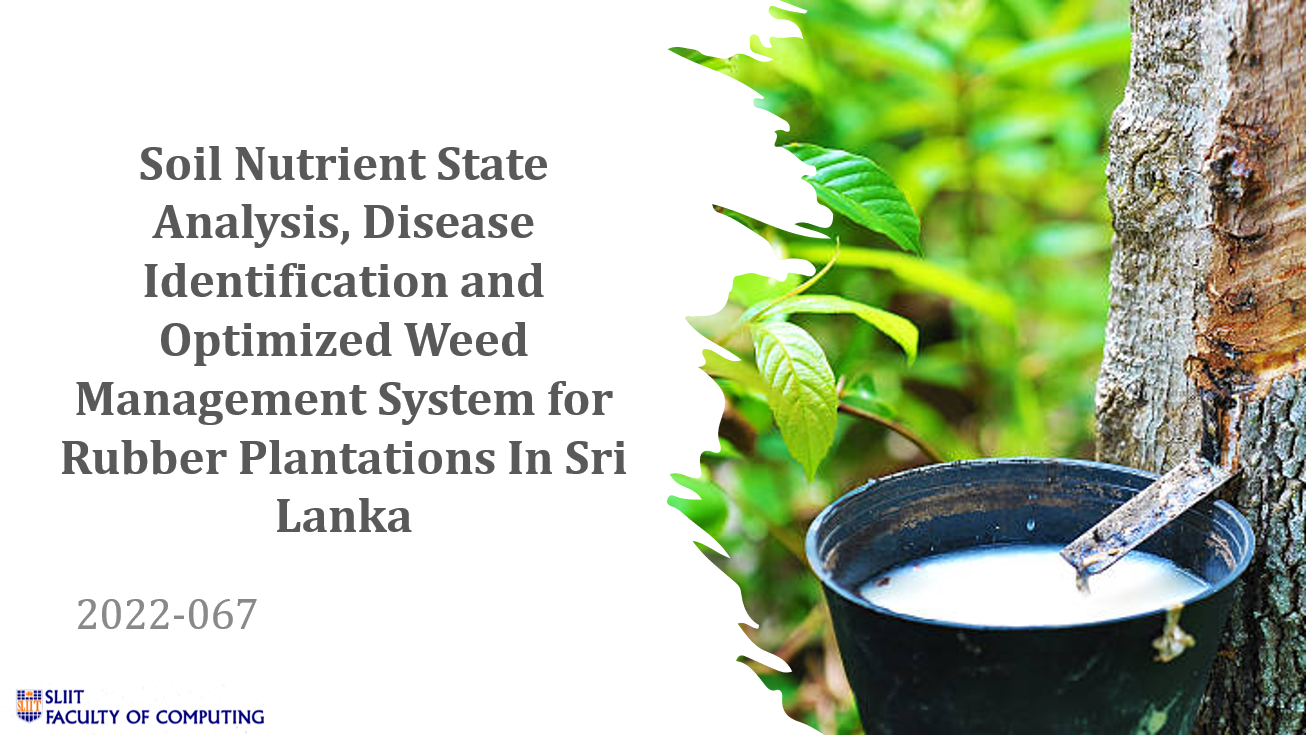 Soil Nutrient State
Analysis, Disease
Identification and
Optimized Weed
Management System for
Rubber Plantations In Sri
Lanka
2022-067
SLIIT
SLIIT
FACULTY OF COMPUTING